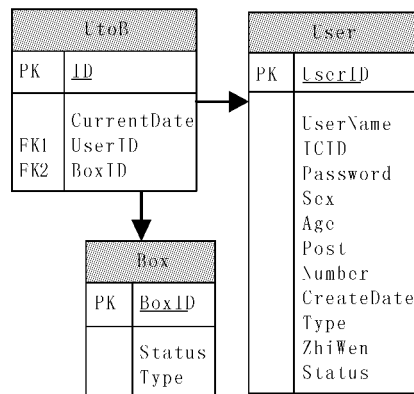 UtoB
PK ID
CurrentDate
FK1 UserID
FK2 BoxID
User
PK UserID
UserName
ICID
Password
Sex
Age
Post
Number
CreateDate
Type
ZhiWen
Status
Box
PK BoxID
Status
Type